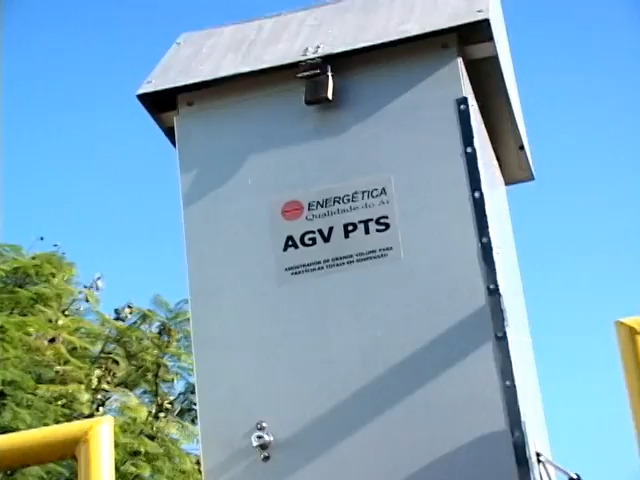 ENERGÉTICA
Qualidade do Ar
AGV PTS
AMOSTRADOR DE GRANDE VOLUME PARA
PARTÍCULAS TOTAIS EM SUSPENSÃO